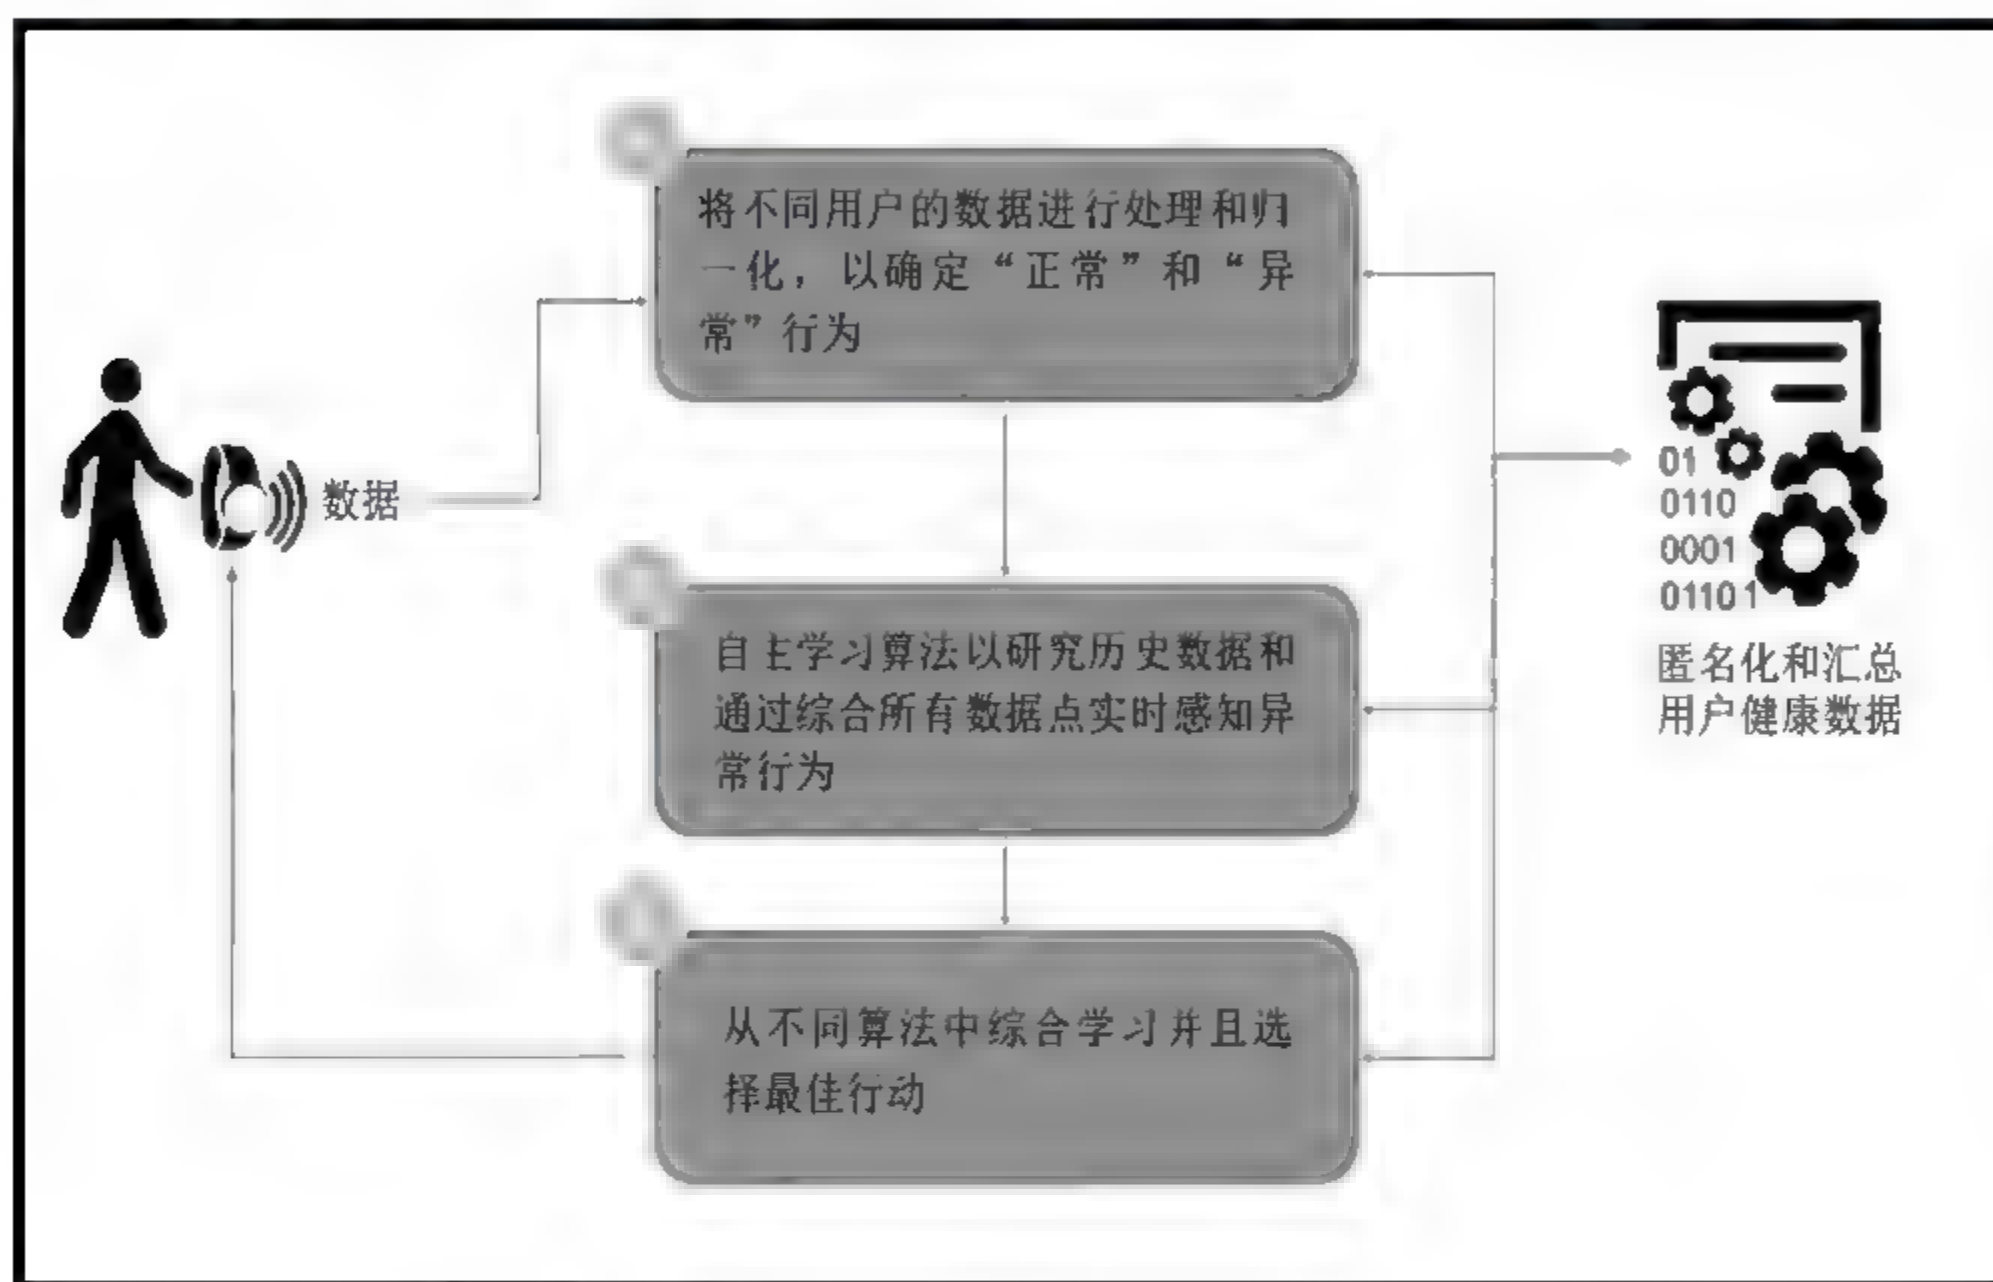 将不同用户的数据进行处理和归
一化，以确定“正常”和“异
常”行为
数据
自主学习算法以研究历史数据和
通过综合所有数据点实时感知异
常行为
从不同算法中综合学习并且选
择最佳行动
01
0110
0001
01101
匿名化和汇总
用户健康数据